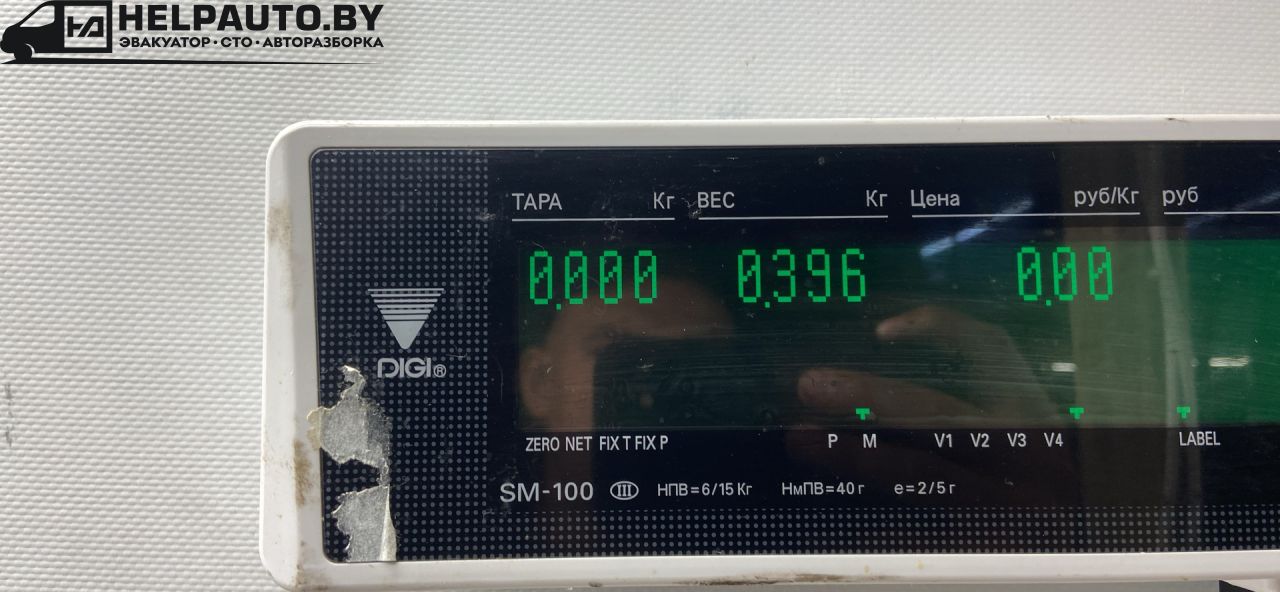 HELPAUTO.BY
ЭВАКУАТОР·СТО·АВТОРАЗБОРКА
ТАРА Кг ВЕС Кг Цена руб/Кг руб
0.000 0.396 0.00
DIGI®
ZERO NET FIX T FIX P P M V1 V2 V3 V4 LABEL
SM-100 III НПВ=6/15 Кг НмПВ=40 г е=2/5 г